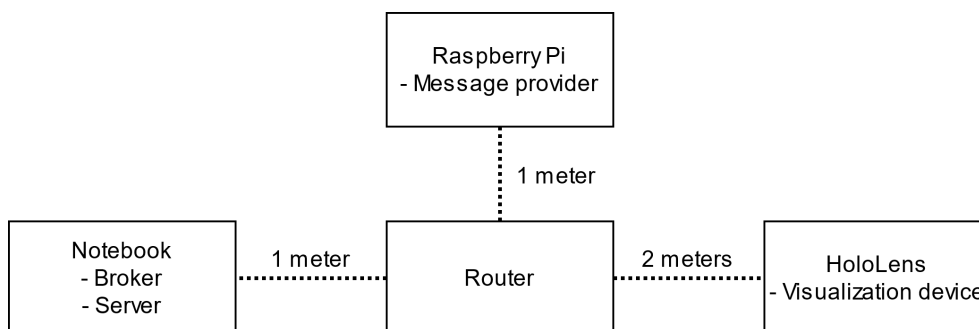 Raspberry Pi
- Message provider
1 meter
Notebook
- Broker
- Server
1 meter
Router
2 meters
HoloLens
- Visualization device